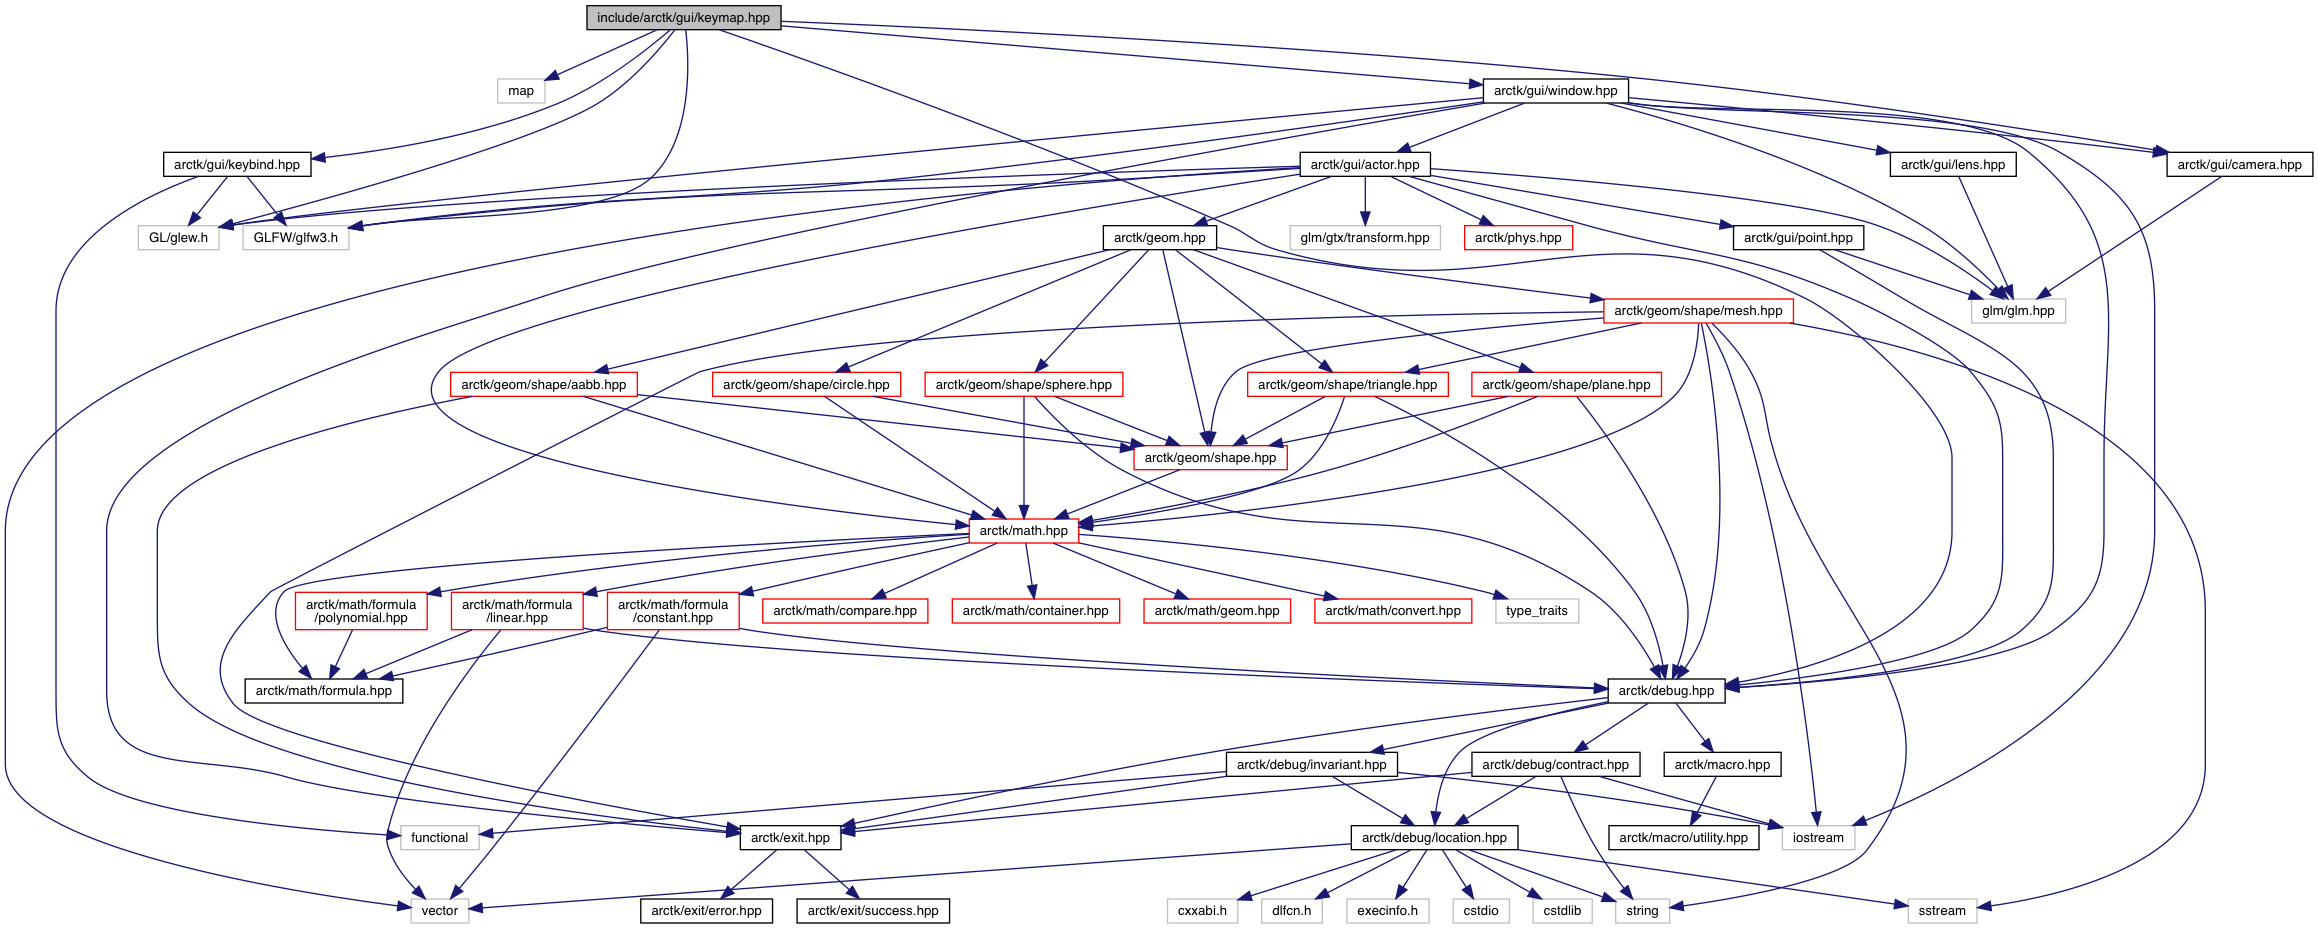 include/arctk/gui/keymap.hpp
map
arctk/gui/window.hpp
arctk/gui/keybind.hpp
arctk/gui/actor.hpp
arctk/gui/lens.hpp
arctk/gui/camera.hpp
GL/glew.h
GLFW/glfw3.h
arctk/geom.hpp
glm/gtx/transform.hpp
arctk/phys.hpp
arctk/gui/point.hpp
arctk/geom/shape/mesh.hpp
glm/glm.hpp
arctk/geom/shape/aabb.hpp
arctk/geom/shape/circle.hpp
arctk/geom/shape/sphere.hpp
arctk/geom/shape/triangle.hpp
arctk/geom/shape/plane.hpp
arctk/geom/shape.hpp
arctk/math.hpp
arctk/math/formula
/polynomial.hpp
arctk/math/formula
/linear.hpp
arctk/math/formula
/constant.hpp
arctk/math/compare.hpp
arctk/math/container.hpp
arctk/math/geom.hpp
arctk/math/convert.hpp
type_traits
arctk/math/formula.hpp
arctk/debug.hpp
arctk/debug/invariant.hpp
arctk/debug/contract.hpp
arctk/macro.hpp
functional
arctk/exit.hpp
arctk/debug/location.hpp
arctk/macro/utility.hpp
iostream
vector
arctk/exit/error.hpp
arctk/exit/success.hpp
cxxabi.h
dlfcn.h
execinfo.h
cstdio
cstdlib
string
sstream